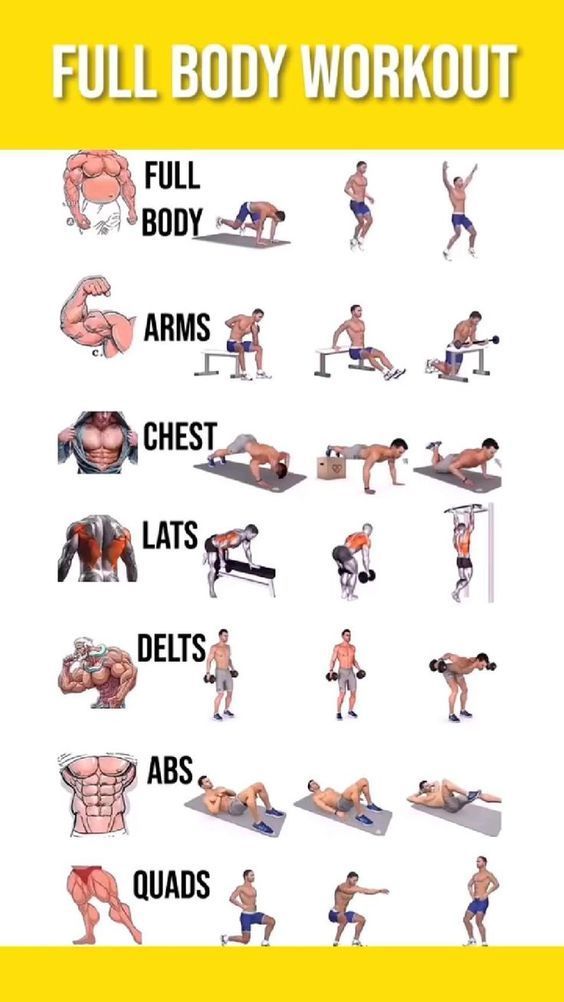 FULL BODY WORKOUT
FULL
BODY
ARMS
CHEST
LATS
DELTS
ABS
QUADS